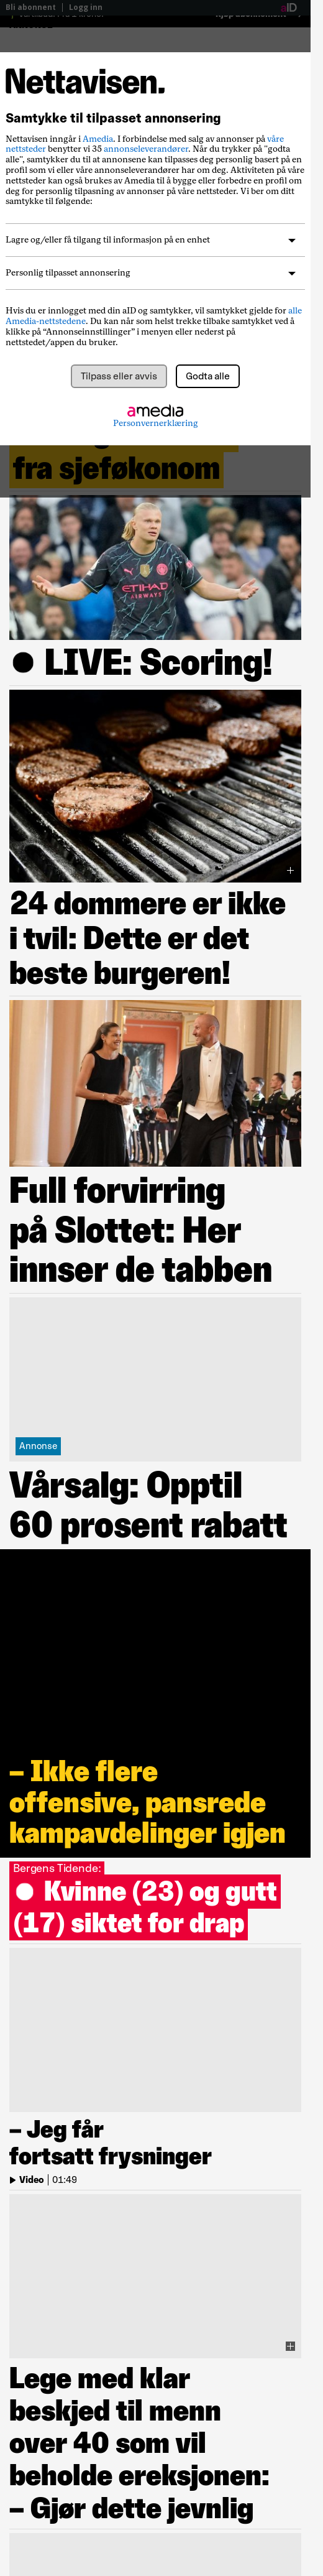 Bli abonnent | Logg inn
aID
Nettavisen.
Samtykke til tilpasset annonsering
Nettavisen inngår i Amedia. I forbindelse med salg av annonser på våre
nettsteder benytter vi 35 annonseleverandører. Når du trykker på "godta
alle", samtykker du til at annonsene kan tilpasses deg personlig basert på en
profil som vi eller våre annonseleverandører har om deg. Aktiviteten på våre
nettsteder kan også brukes av Amedia til å bygge eller forbedre en profil om
deg for personlig tilpasning av annonser på våre nettsteder. Vi ber om ditt
samtykke til følgende:
Lagre og/eller få tilgang til informasjon på en enhet
Personlig tilpasset annonsering
Hvis du er innlogget med din aID og samtykker, vil samtykket gjelde for alle
Amedia-nettstedene. Du kan når som helst trekke tilbake samtykket ved å
klikke på “Annonseinnstillinger” i menyen eller nederst på
nettstedet/appen du bruker.
Tilpass eller avvis
Godta alle
amedia
Personvernerklæring
fra sjeføkonom
● LIVE: Scoring!
24 dommere er ikke
i tvil: Dette er det
beste burgeren!
Full forvirring
på Slottet: Her
innser de tabben
Annonse
Vårsalg: Opptil
60 prosent rabatt
– Ikke flere
offensive, pansrede
kampavdelinger igjen
Bergens Tidende:
● Kvinne (23) og gutt
(17) siktet for drap
– Jeg får
fortsatt frysninger
Video | 01:49
Lege med klar
beskjed til menn
over 40 som vil
beholde ereksjonen:
– Gjør dette jevnlig